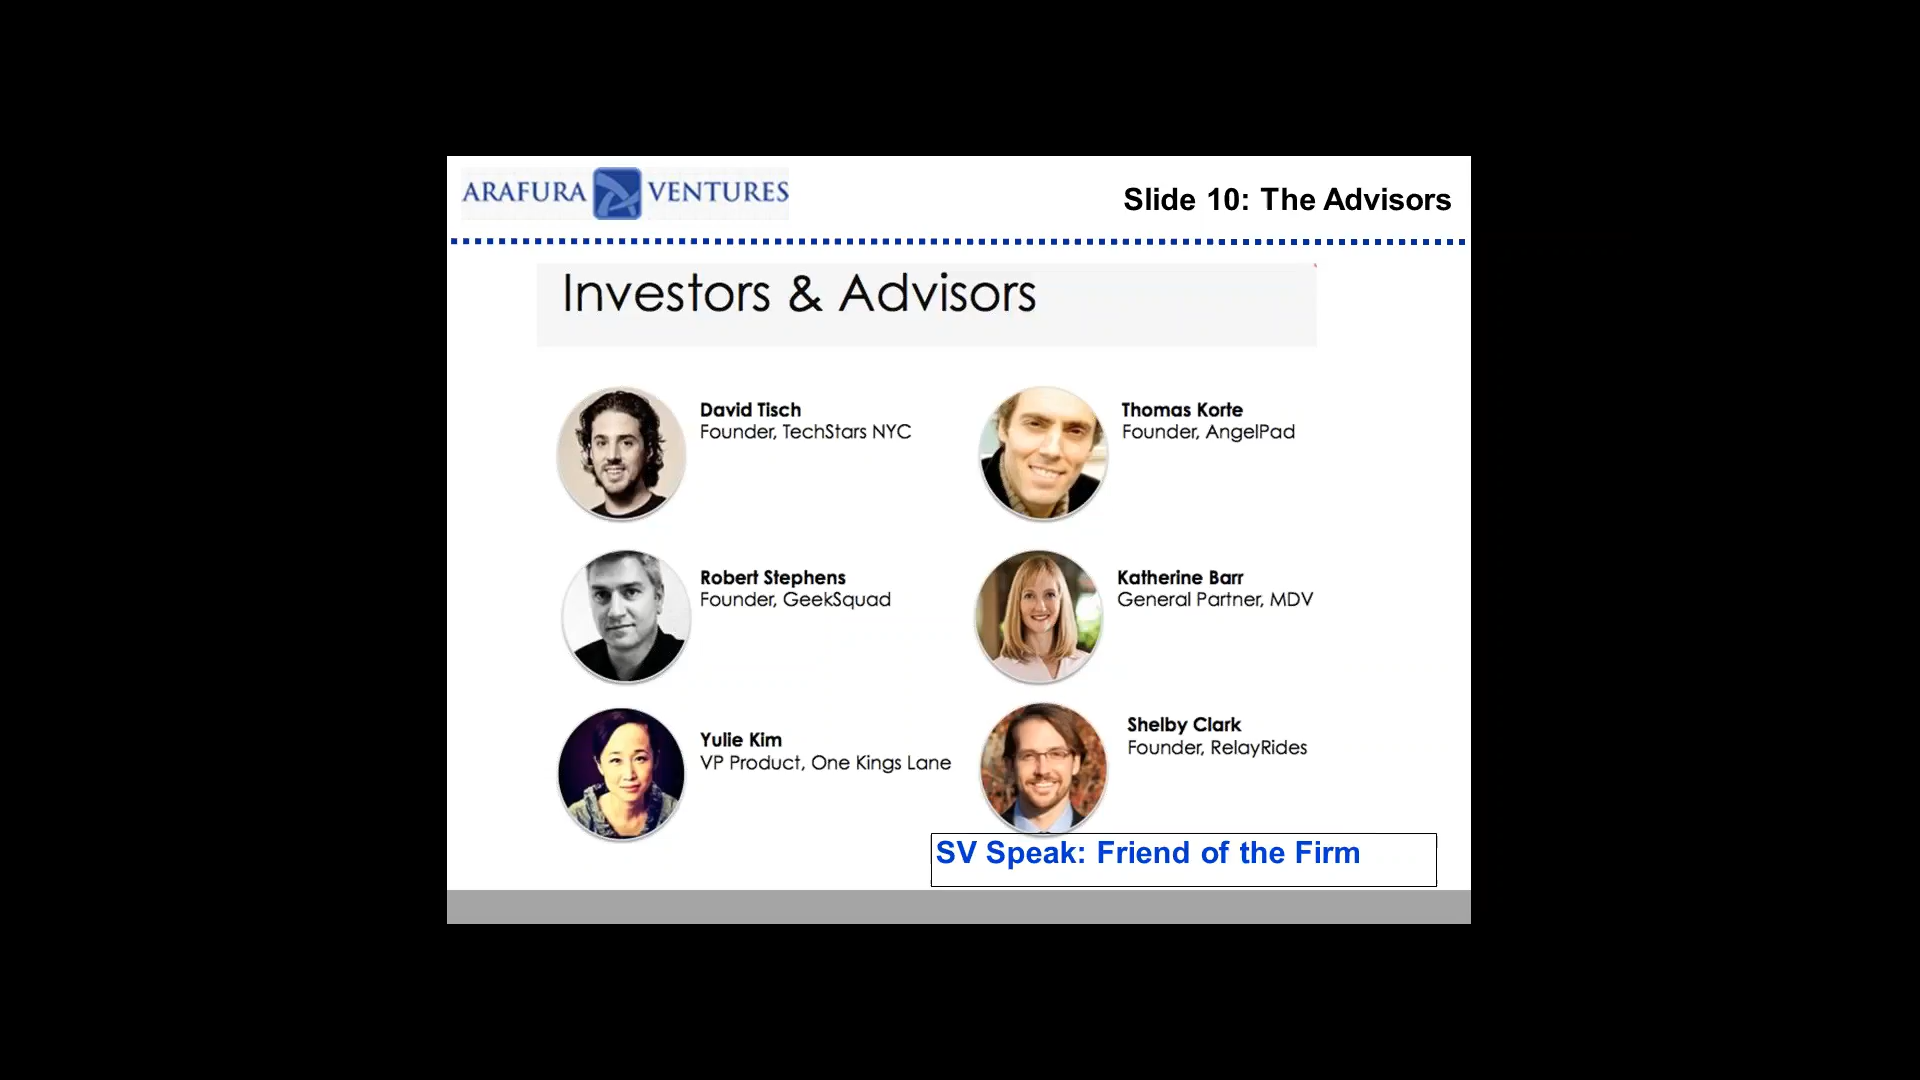 ARAFURA VENTURES
Slide 10: The Advisors
Investors & Advisors
David Tisch
Founder, TechStars NYC
Thomas Korte
Founder, AngelPad
Robert Stephens
Founder, GeekSquad
Katherine Barr
General Partner, MDV
Yulie Kim
VP Product, One Kings Lane
Shelby Clark
Founder, RelayRides
SV Speak: Friend of the Firm